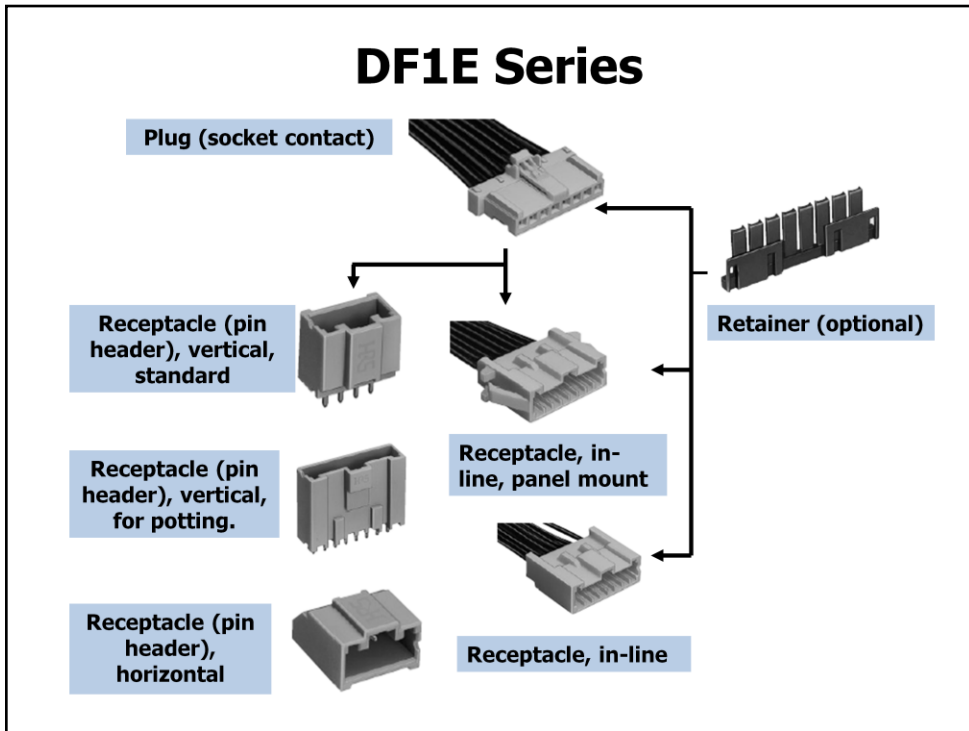 DF1E Series
Plug (socket contact)
Receptacle (pin
header), vertical,
standard
Retainer (optional)
Receptacle, in-
line, panel mount
Receptacle (pin
header), vertical,
for potting.
Receptacle (pin
header),
horizontal
Receptacle, in-line